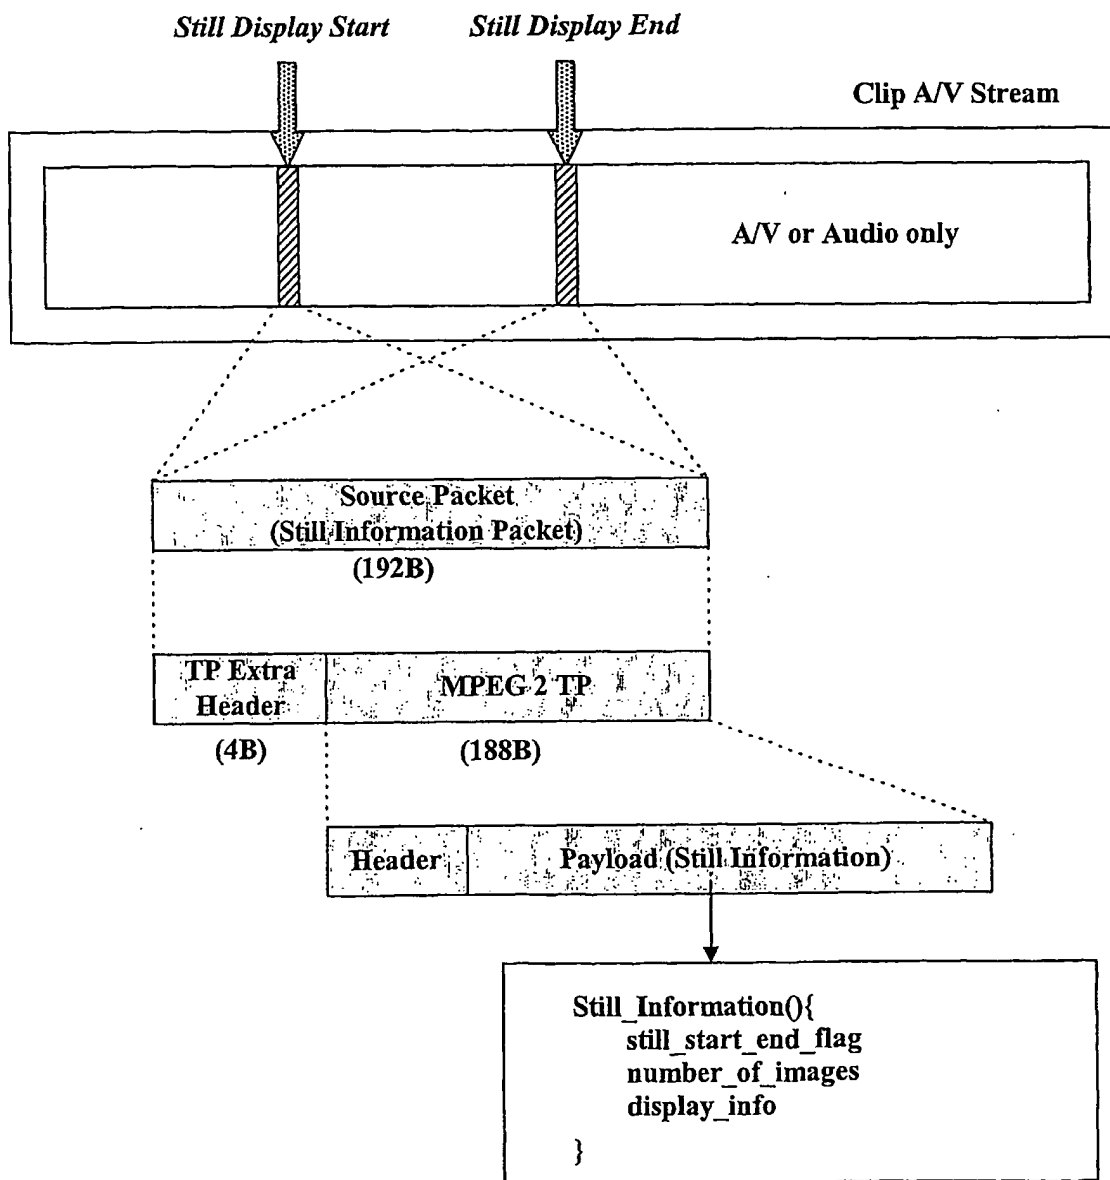 Still Display Start
Still Display End
Clip A/V Stream
A/V or Audio only
Source Packet
(Still Information Packet)
(192B)
TP Extra
Header
MPEG 2 TP
(4B)
(188B)
Header
Payload (Still Information)
Still_Information(){
still_start_end_flag
number_of_images
display_info
}